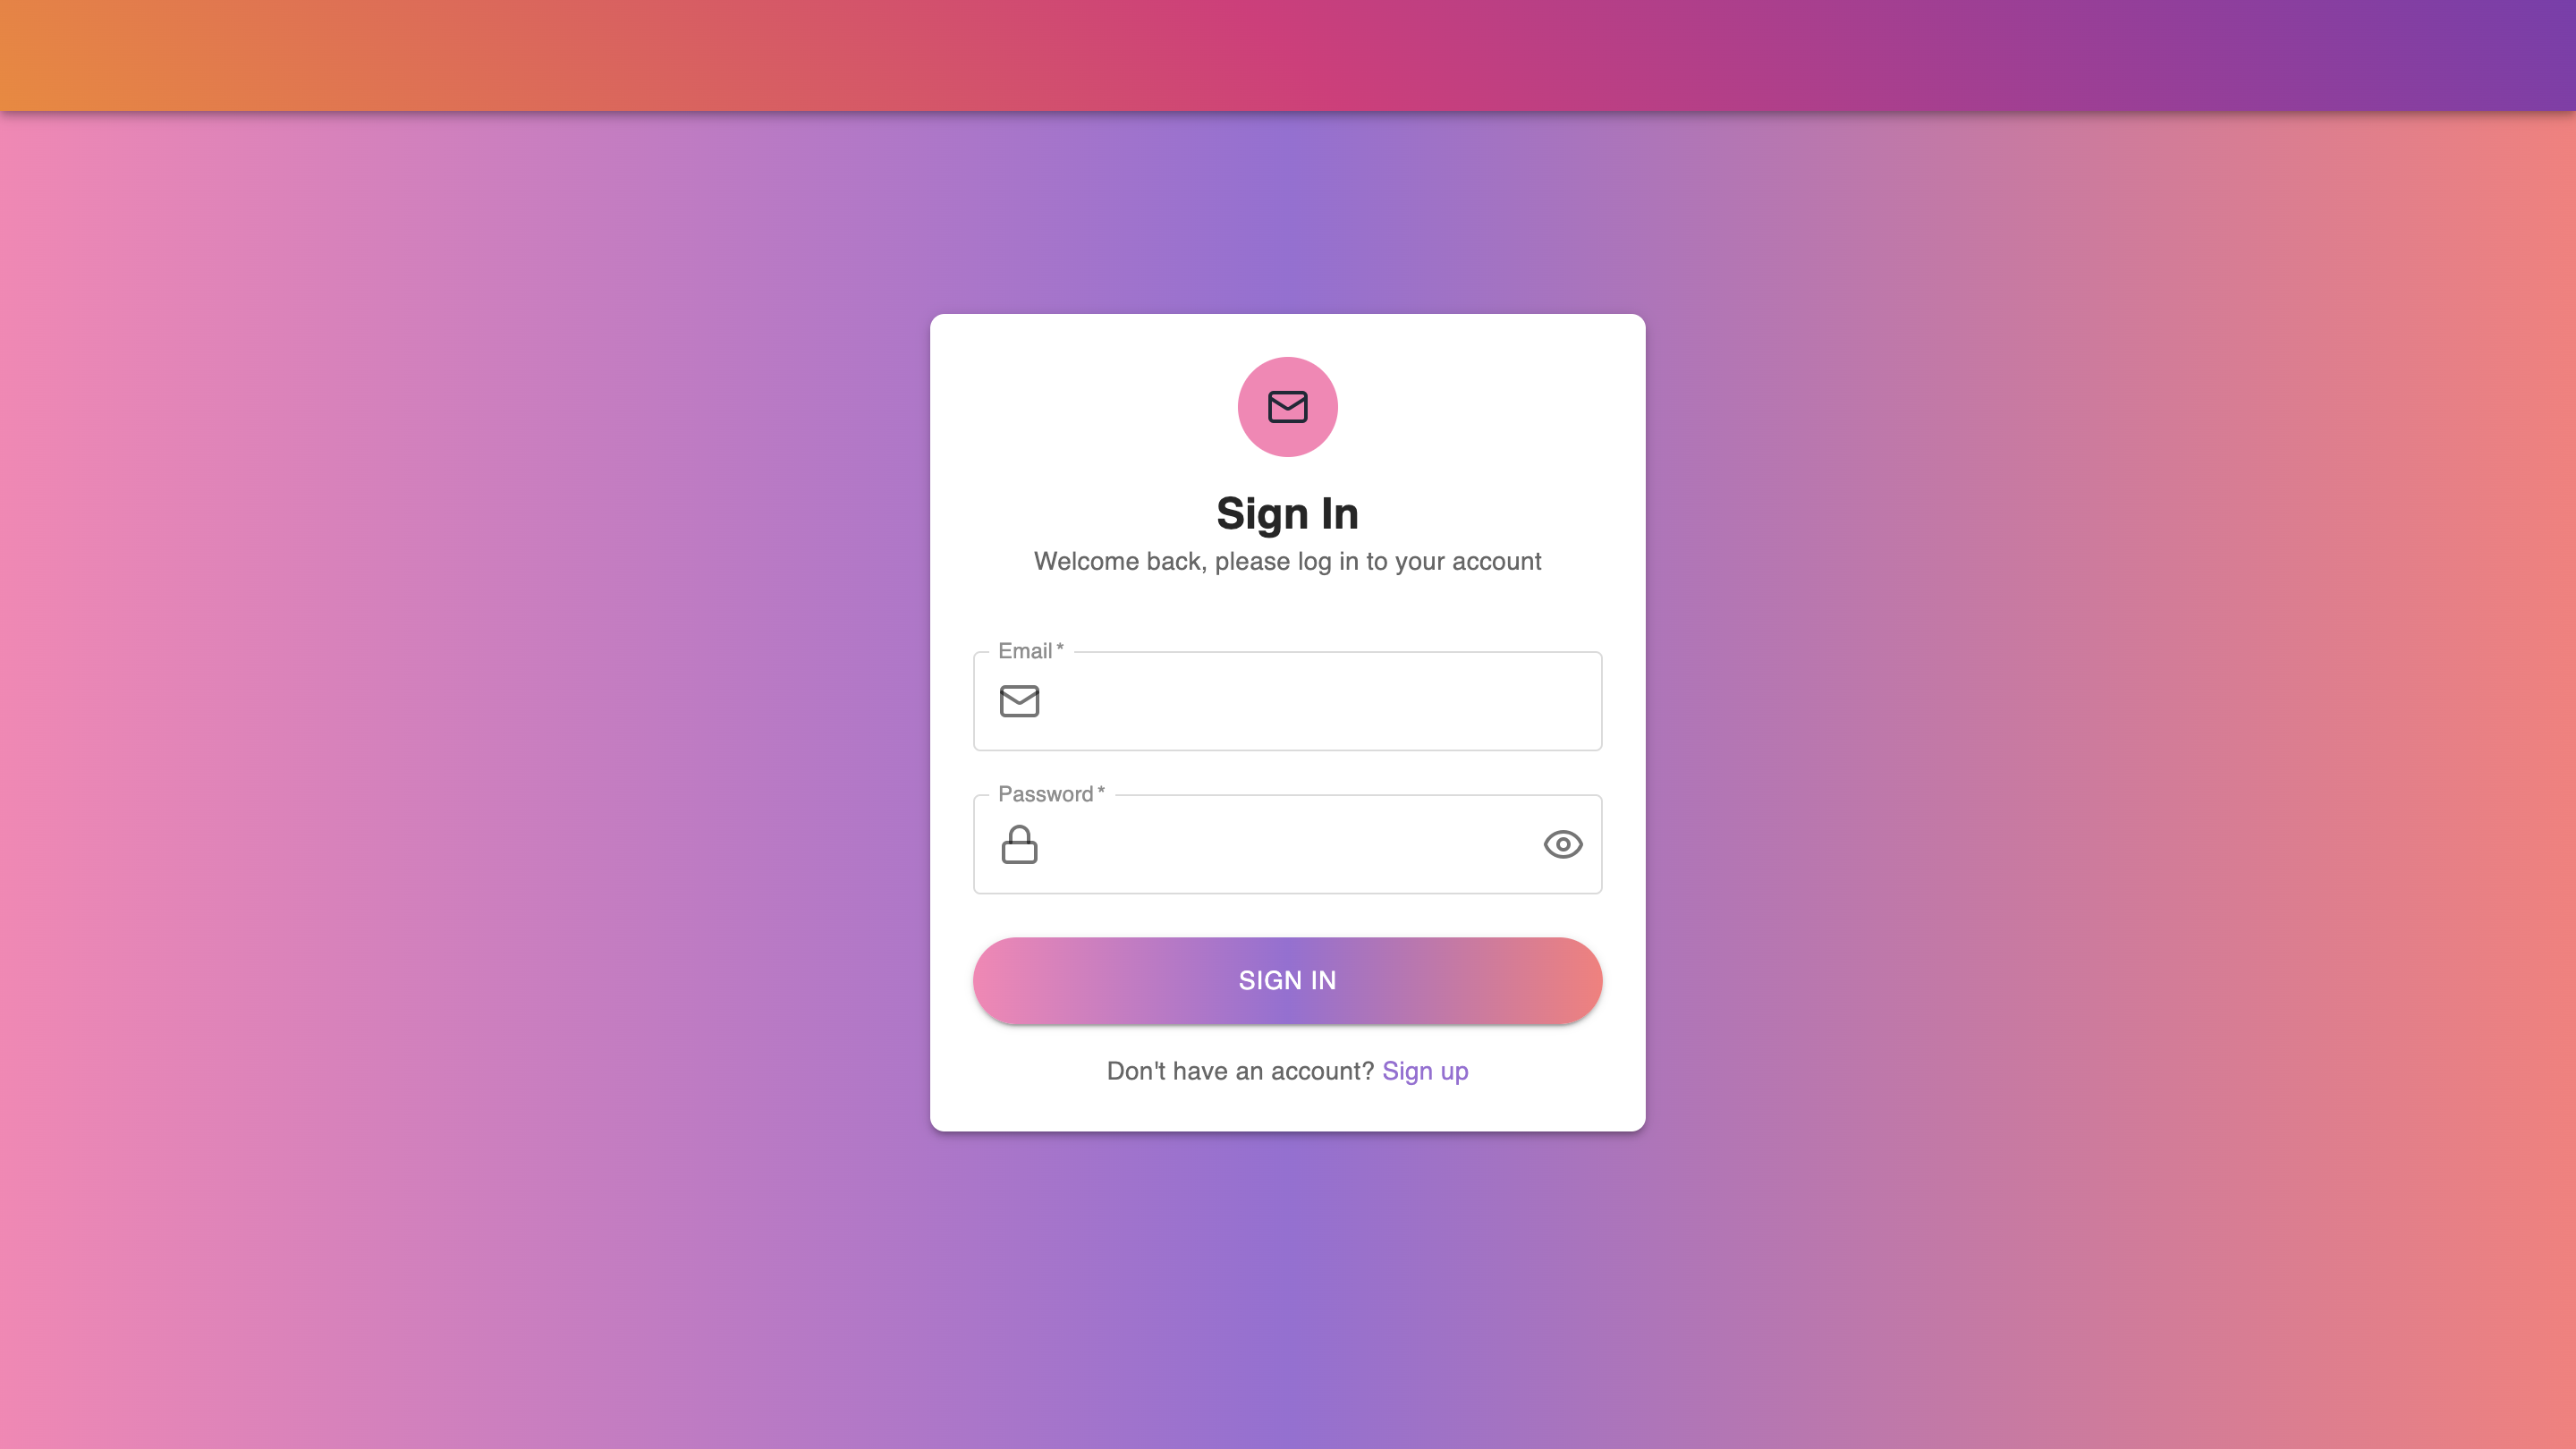 Sign In
Welcome back, please log in to your account
Email *
Password *
SIGN IN
Don't have an account? Sign up